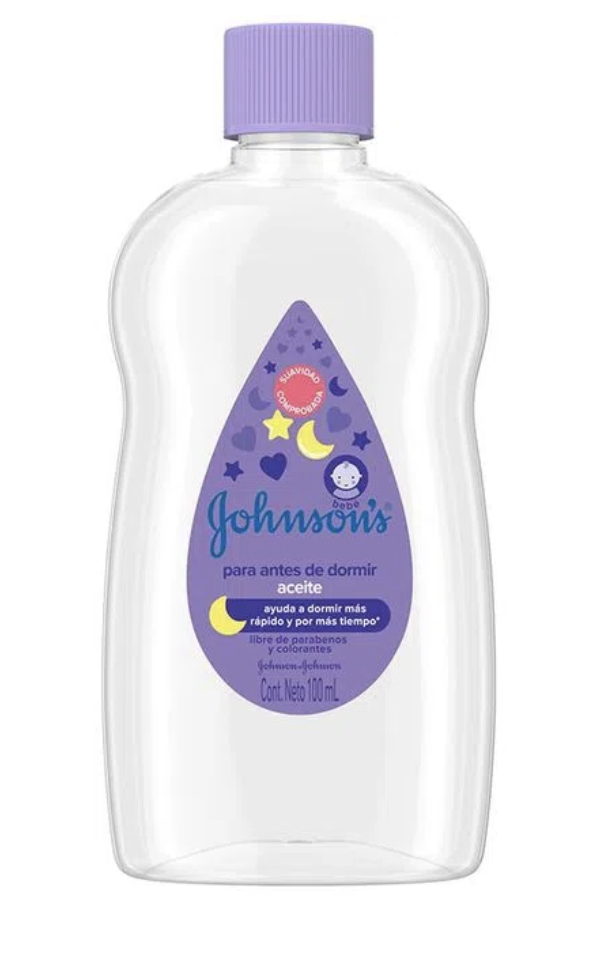 SUAVIDAD
COMPROBADA
bebé
Johnson's®
para antes de dormir
aceite
ayuda a dormir más
rápido y por más tiempo*
libre de parabenos
y colorantes
Johnson & Johnson
Cont. Neto 100 mL